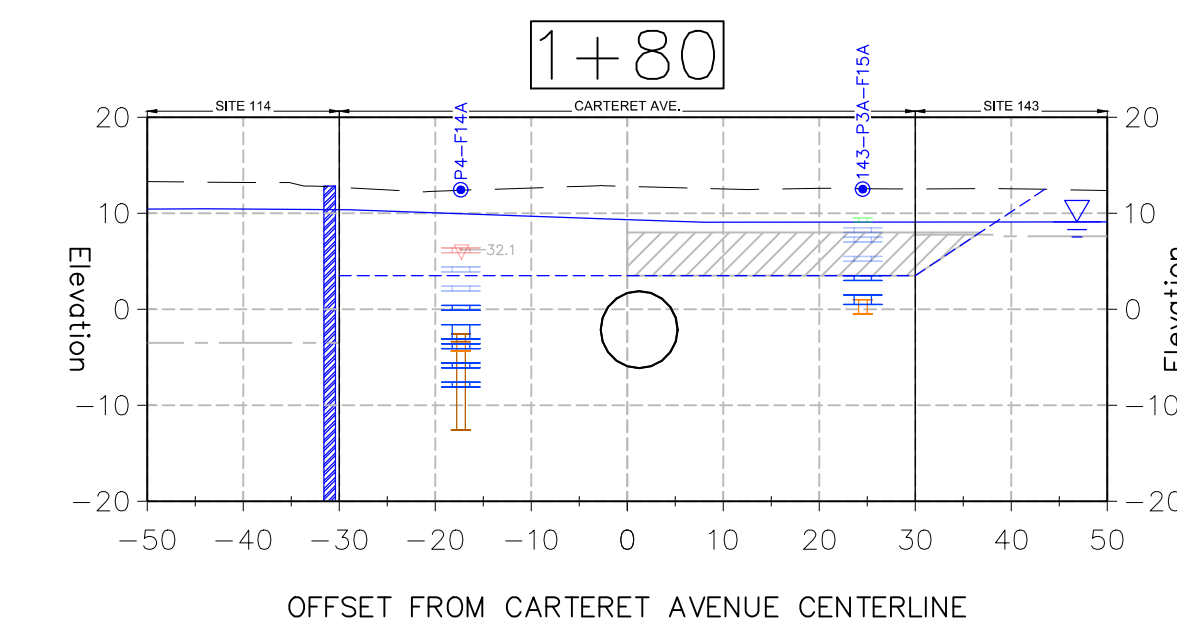 1+80
SITE 114
CARTERET AVE.
SITE 143
P4-F14A
143-P3A-F15A
20
10
0
-10
-20
Elevation
32.1
20
10
0
-10
-20
Elevation
-50 -40 -30 -20 -10 0 10 20 30 40 50
OFFSET FROM CARTERET AVENUE CENTERLINE